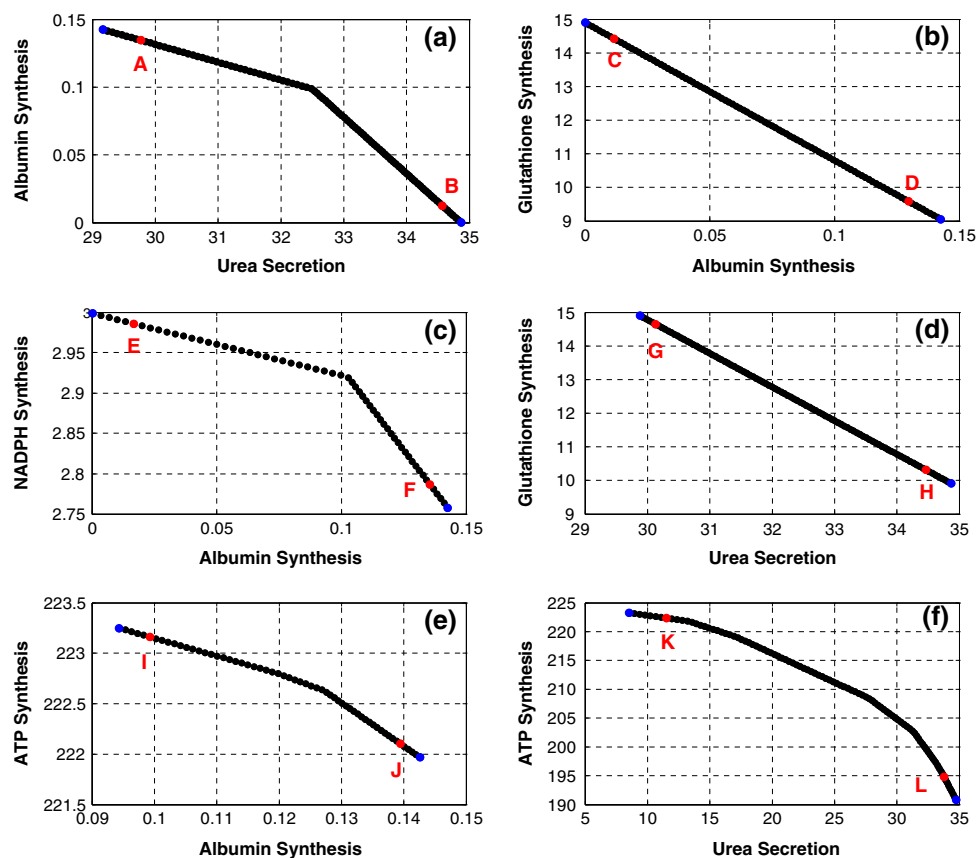 (a)
Albumin Synthesis
0.15
0.1
0.05
0
A
B
29 30 31 32 33 34 35
Urea Secretion
(b)
Glutathione Synthesis
15
14
13
12
11
10
9
C
D
0 0.05 0.1 0.15
Albumin Synthesis
(c)
NADPH Synthesis
3
2.95
2.9
2.85
2.8
2.75
E
F
0 0.05 0.1 0.15
Albumin Synthesis
(d)
Glutathione Synthesis
15
14
13
12
11
10
9
G
H
29 30 31 32 33 34 35
Urea Secretion
(e)
ATP Synthesis
223.5
223
222.5
222
221.5
I
J
0.09 0.1 0.11 0.12 0.13 0.14 0.15
Albumin Synthesis
(f)
ATP Synthesis
225
220
215
210
205
200
195
190
K
L
5 10 15 20 25 30 35
Urea Secretion